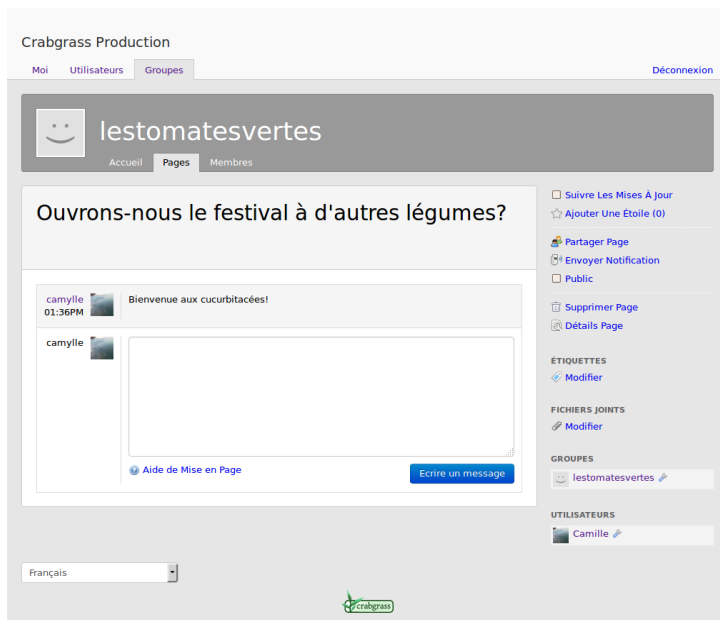 Crabgrass Production
Moi Utilisateurs Groupes Déconnexion
lestomatesvertes
Accueil Pages Membres
Ouvrons-nous le festival à d'autres légumes?
camylle Bienvenue aux cucurbitacées!
01:36PM
camylle
Aide de Mise en Page
Ecrire un message
Suivre Les Mises À Jour
Ajouter Une Étoile (0)
Partager Page
Envoyer Notification
Public
Supprimer Page
Détails Page
ÉTIQUETTES
Modifier
FICHIERS JOINTS
Modifier
GROUPES
lestomatesvertes
UTILISATEURS
Camille
Français
crabgrass